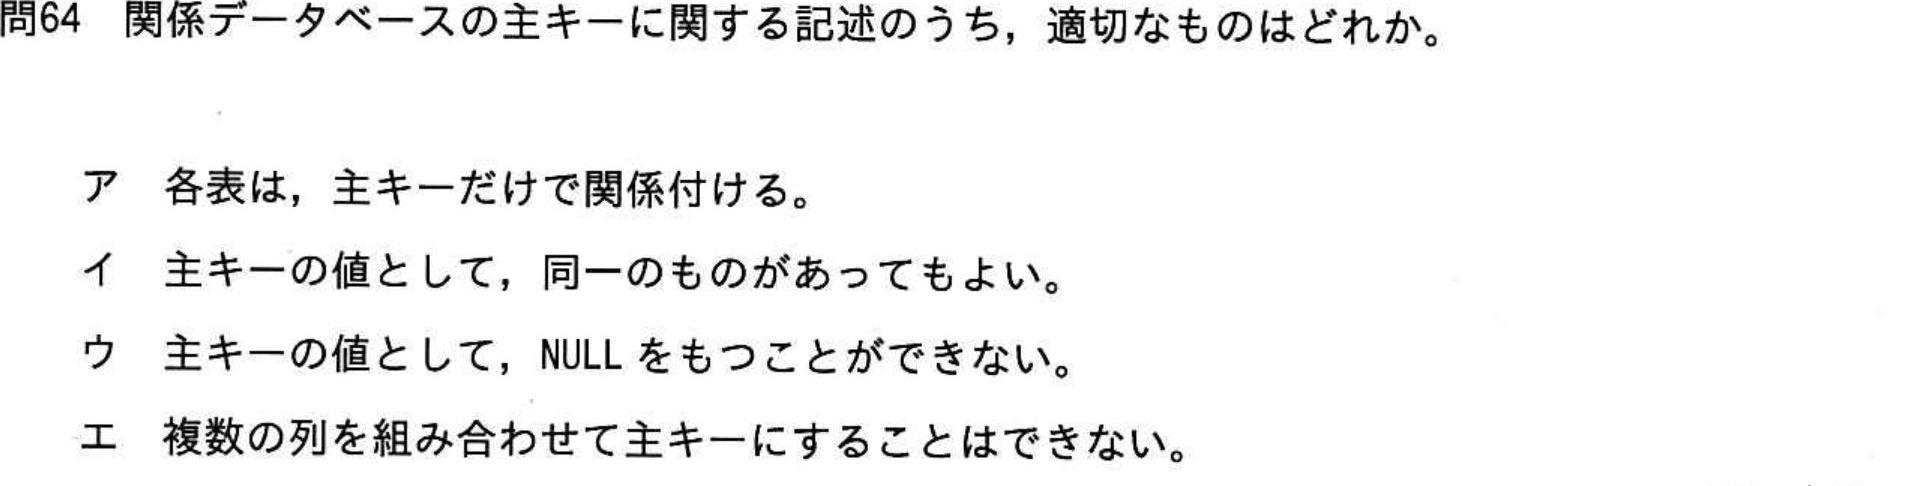 問64 関係データベースの主キーに関する記述のうち，適切なものはどれか。
ア 各表は，主キーだけで関係付ける。
イ 主キーの値として，同一のものがあってもよい。
ウ 主キーの値として，NULL をもつことができない。
エ 複数の列を組み合わせて主キーにすることはできない。